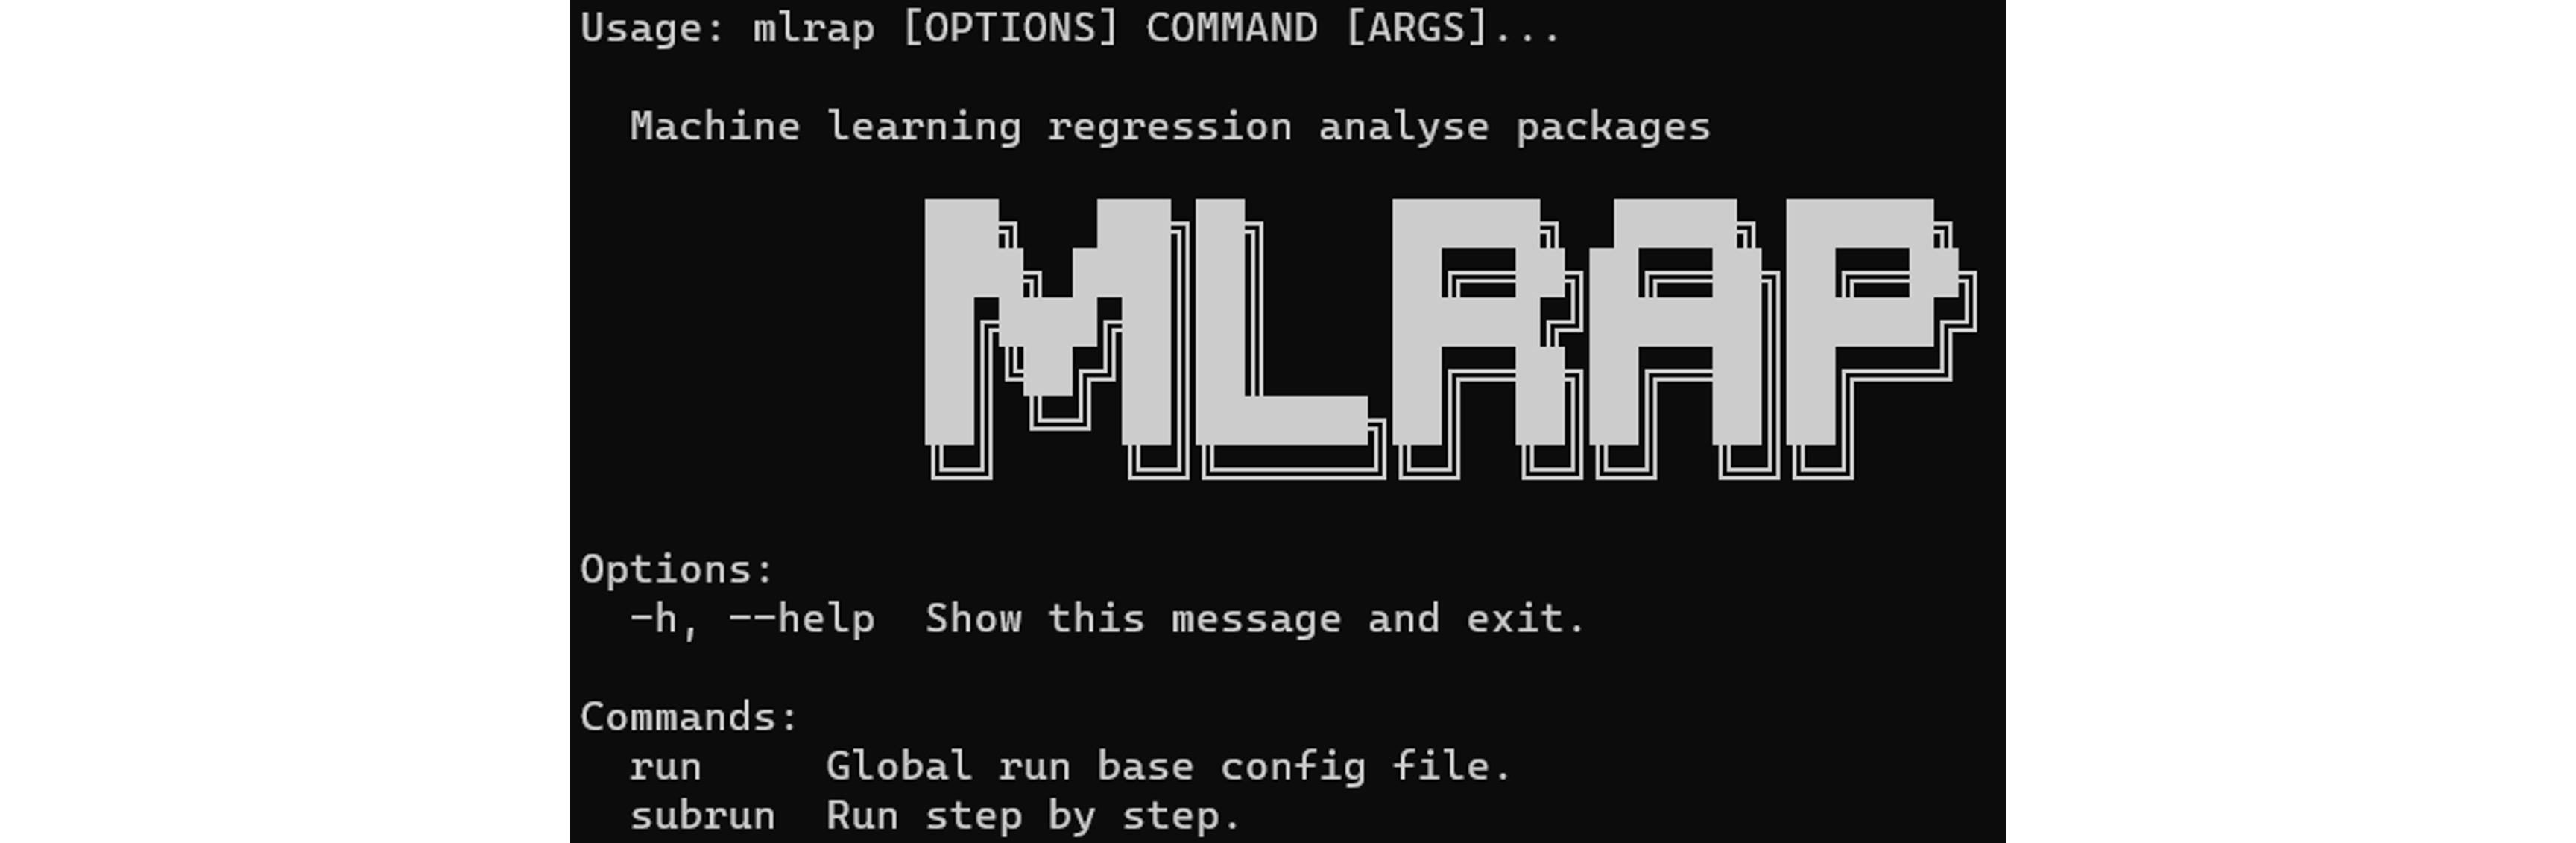 Usage: mlrap [OPTIONS] COMMAND [ARGS]...
Machine learning regression analyse packages
MLRAP
Options:
-h, --help  Show this message and exit.
Commands:
run     Global run base config file.
subrun  Run step by step.